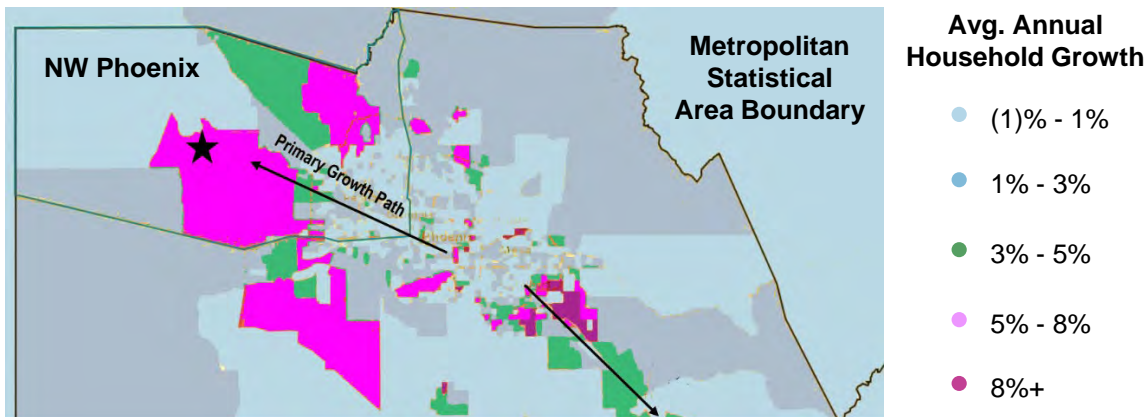 NW Phoenix
Metropolitan
Statistical
Area Boundary
Primary Growth Path
Phoenix
Avg. Annual
Household Growth
(1)% - 1%
1% - 3%
3% - 5%
5% - 8%
8%+